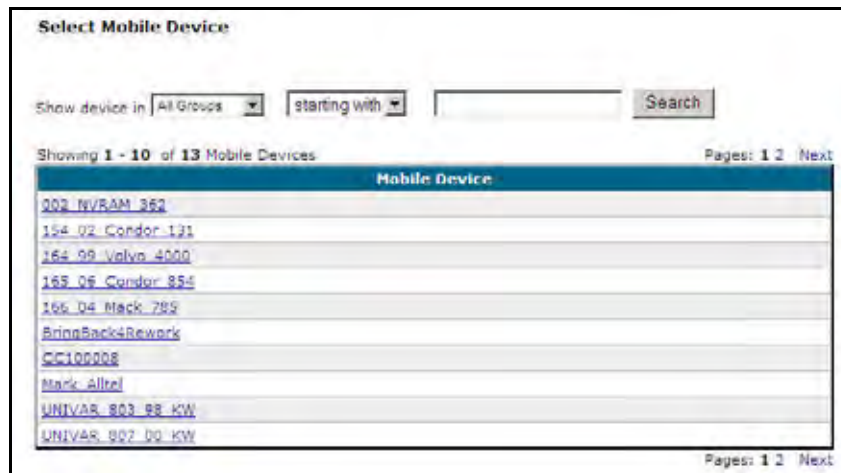 Select Mobile Device
Show device in All Groups starting with Search
Showing 1 - 10 of 13 Mobile Devices Pages: 1 2 Next
Mobile Device
002_NVRAM_362
154_02_Condor_131
164_99_Volvo_4000
165_06_Condor_854
166_04_Mack_785
BringBack4Rework
CC100008
Mark_Alltel
UNIVAR_803_98_KW
UNIVAR_807_00_KW
Pages: 1 2 Next